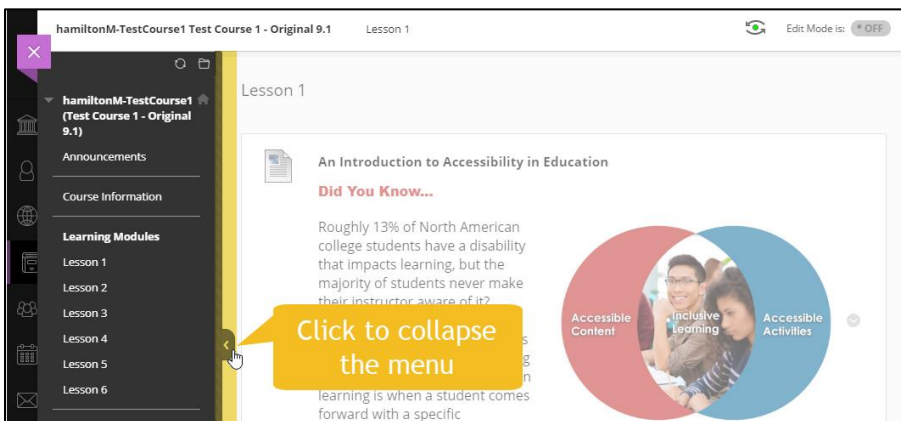 hamiltonM-TestCourse1 Test Course 1 - Original 9.1
Lesson 1
Edit Mode is:
OFF
hamiltonM-TestCourse1
(Test Course 1 - Original
9.1)
Announcements
Course Information
Learning Modules
Lesson 1
Lesson 2
Lesson 3
Lesson 4
Lesson 5
Lesson 6
Lesson 1
An Introduction to Accessibility in Education
Did You Know...
Roughly 13% of North American
college students have a disability
that impacts learning, but the
majority of students never make
their instructor aware of it?
Click to collapse
the menu
learning is when a student comes
forward with a specific
Accessible
Content
Inclusive
Learning
Accessible
Activities